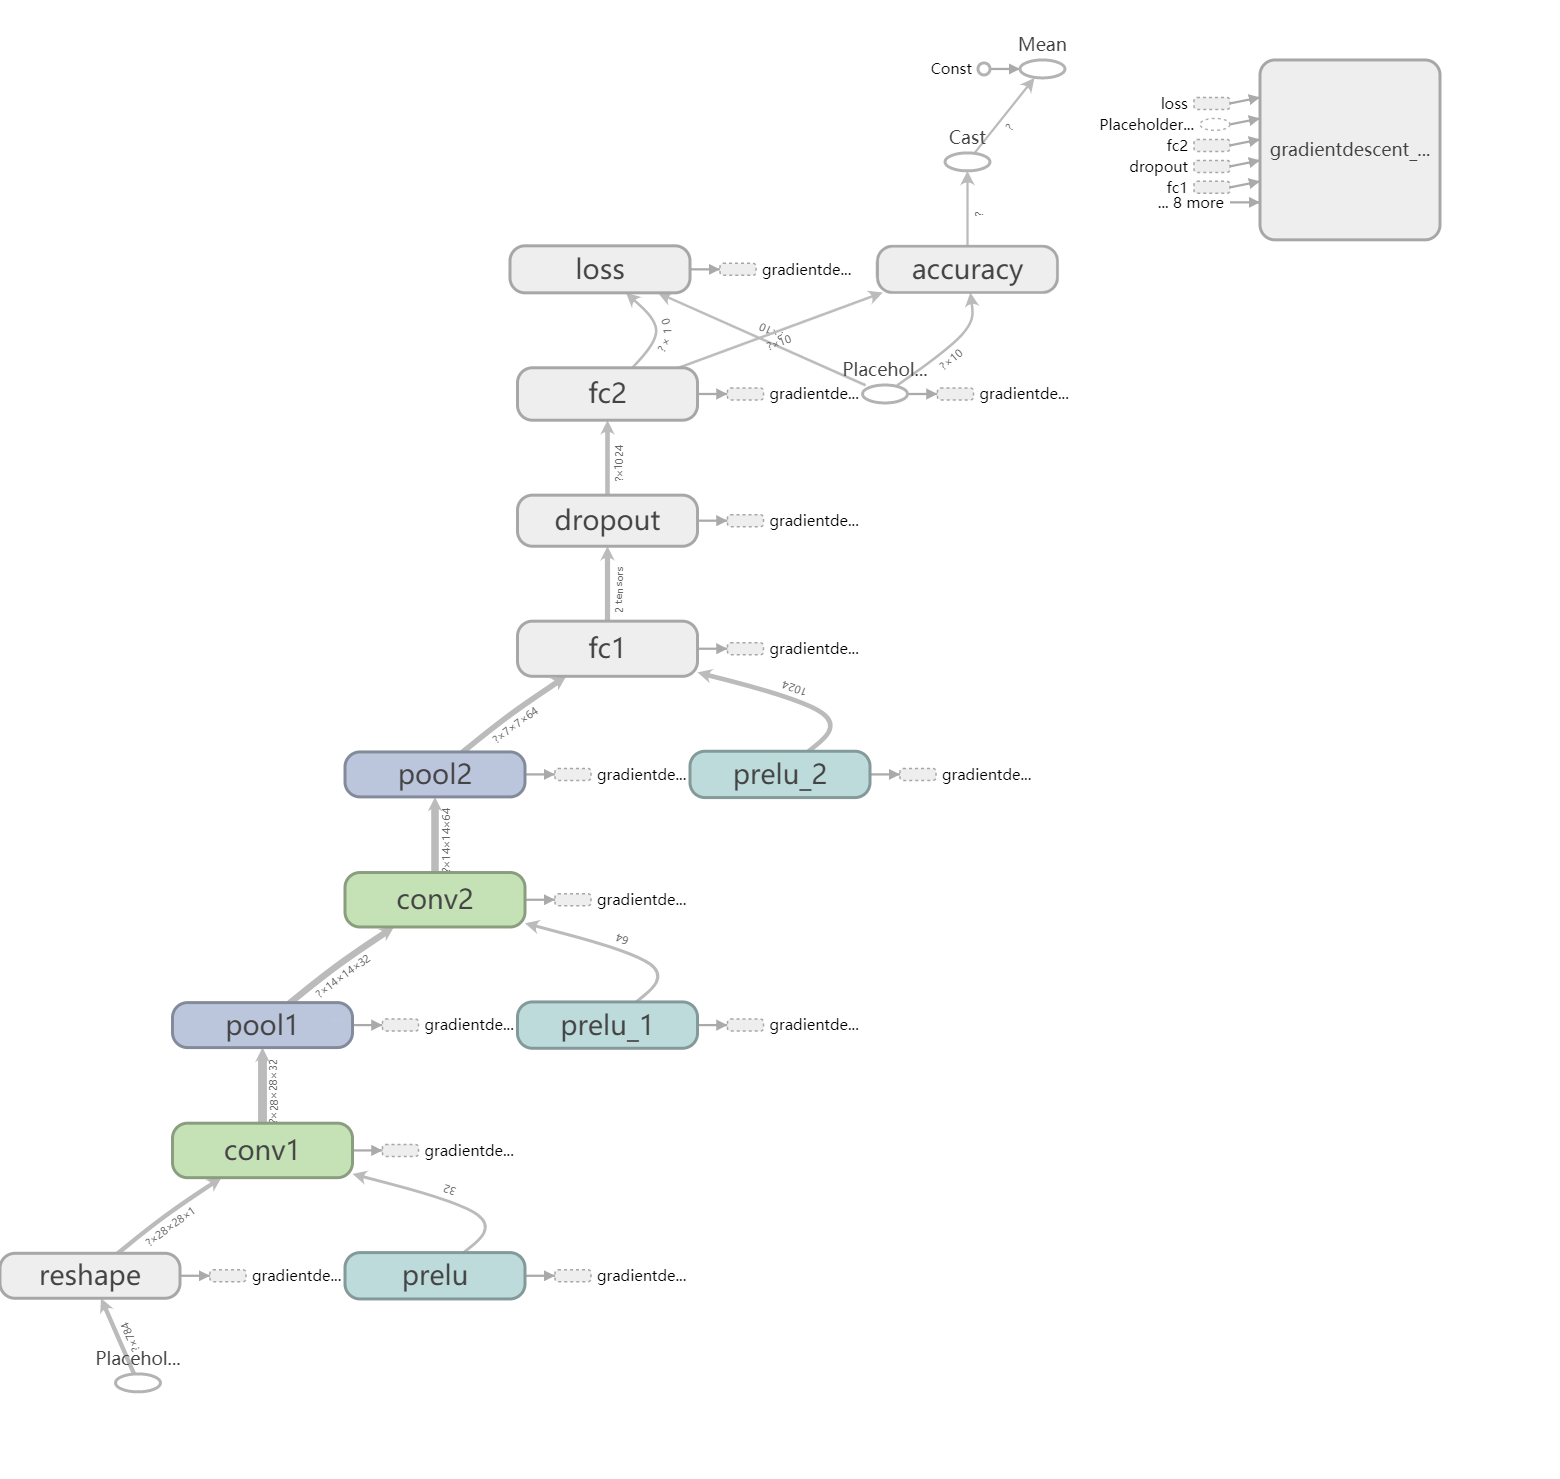 Mean
Const
Cast
?
?
loss
Placeholder...
fc2
dropout
fc1
... 8 more
gradientdescent_...
loss
gradientde...
accuracy
?×10
?×10
?×10
?×10
Placehol...
fc2
gradientde...
gradientde...
?×1024
dropout
gradientde...
2 tensors
fc1
gradientde...
?×7×7×64
1024
pool2
gradientde...
prelu_2
gradientde...
?×14×14×64
conv2
gradientde...
?×14×14×32
64
pool1
gradientde...
prelu_1
gradientde...
?×28×28×32
conv1
gradientde...
?×28×28×1
32
reshape
gradientde...
prelu
gradientde...
?×784
Placehol...